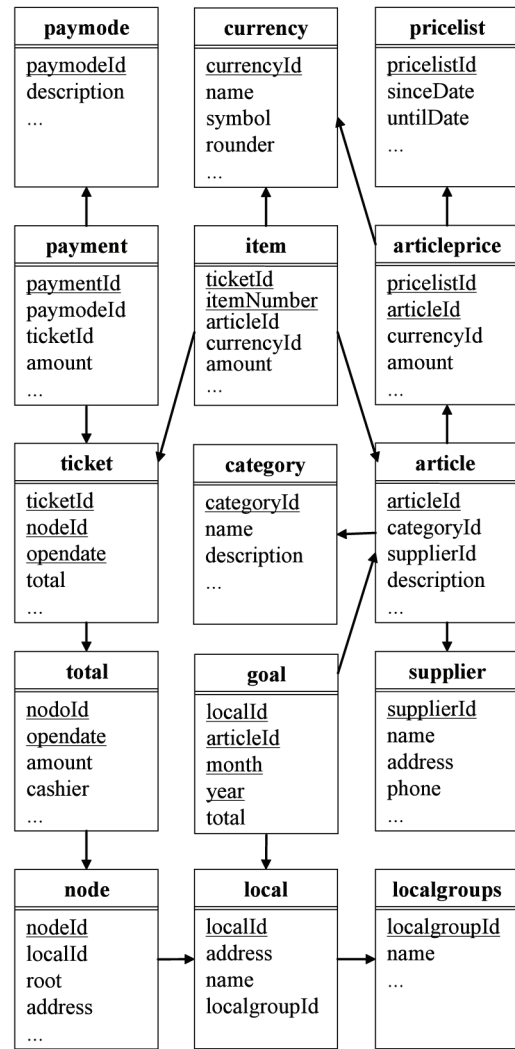 paymode
paymodeId
description
...
currency
currencyId
name
symbol
rounder
...
pricelist
pricelistId
sinceDate
untilDate
...
payment
paymentId
paymodeId
ticketId
amount
...
item
ticketId
itemNumber
articleId
currencyId
amount
...
articleprice
pricelistId
articleId
currencyId
amount
...
ticket
ticketId
nodeId
opendate
total
...
category
categoryId
name
description
...
article
articleId
categoryId
supplierId
description
...
total
nodoId
opendate
amount
cashier
...
goal
localId
articleId
month
year
total
supplier
supplierId
name
address
phone
...
node
nodeId
localId
root
address
...
local
localId
address
name
localgroupId
localgroups
localgroupId
name
...